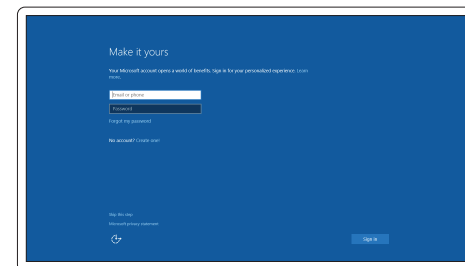 Make it yours
Your Microsoft account opens a world of benefits. Sign in for your personalized experience. Learn
more.
Email or phone
Password
Forgot my password
No account? Create one!
Skip this step
Microsoft privacy statement
Sign in